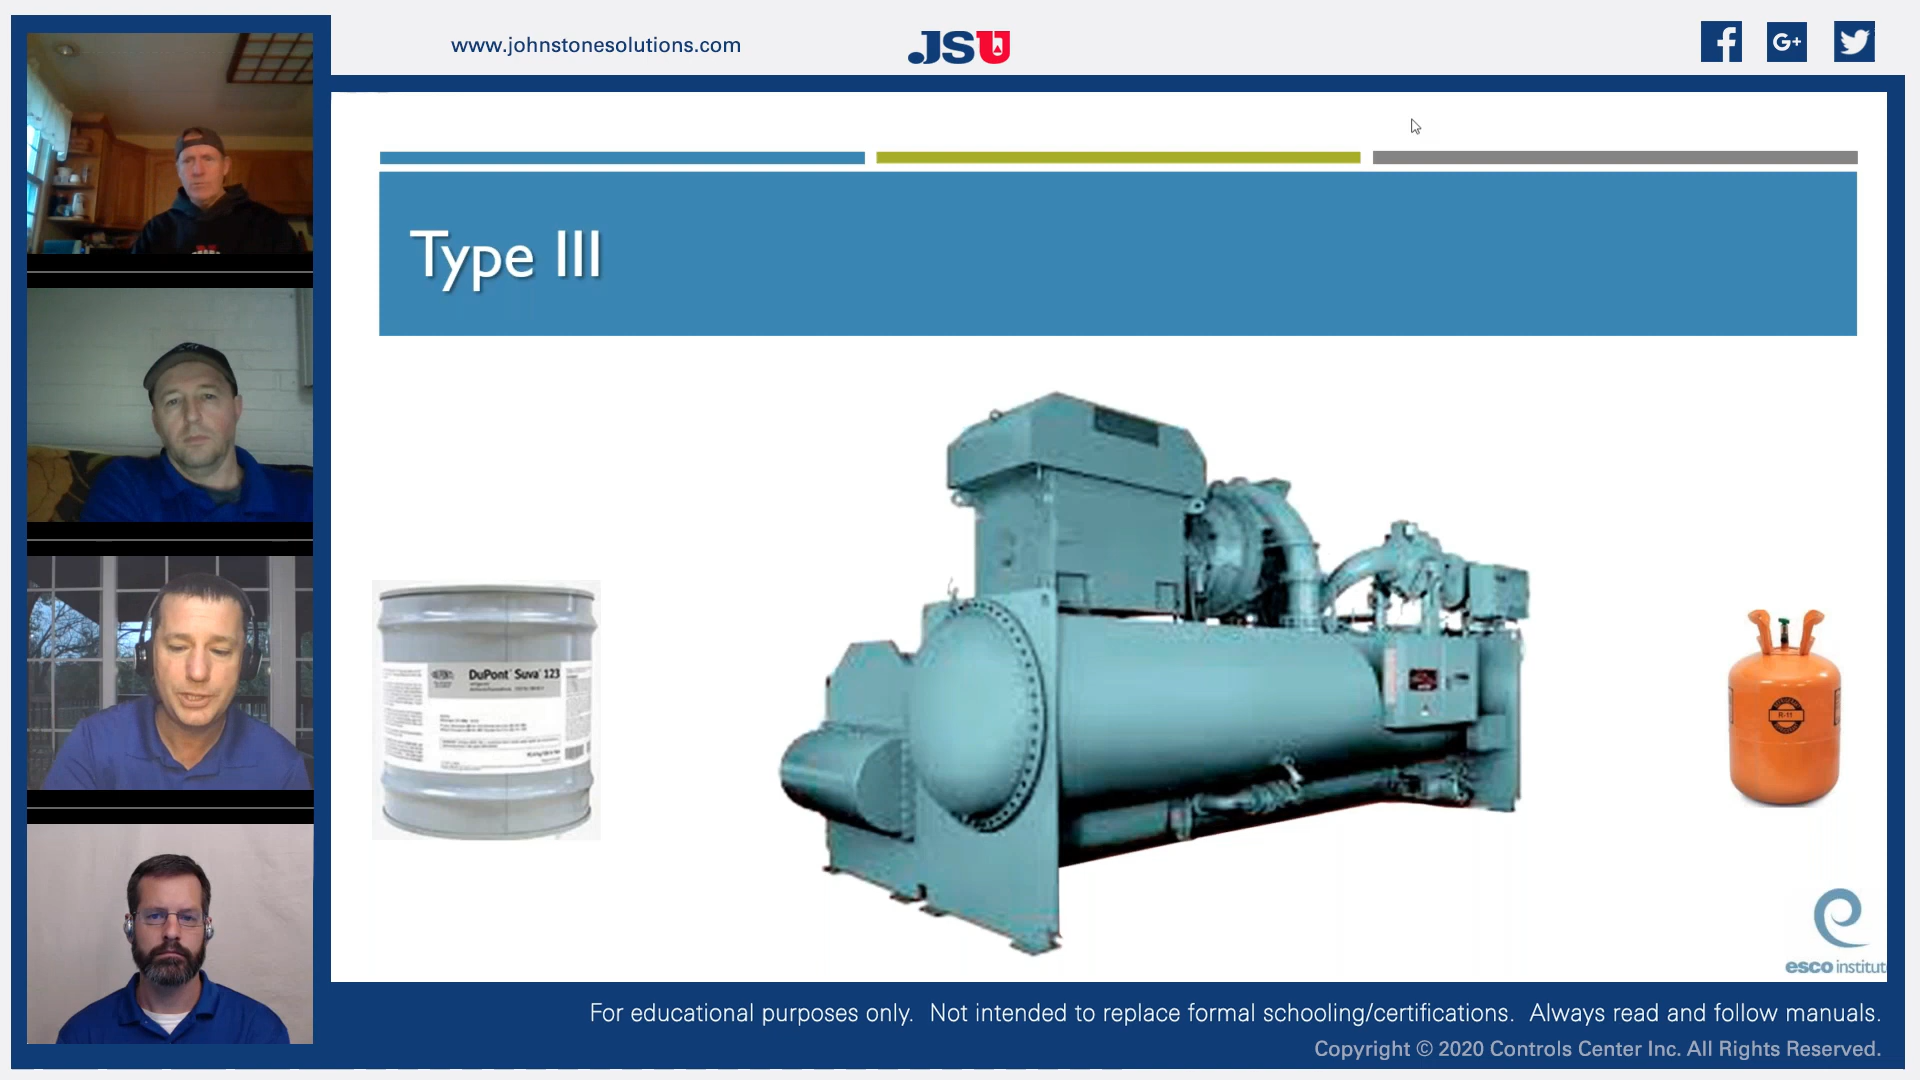 www.johnstonesolutions.com
JSU
G+
Type III
DuPont Suva 123
R-11
esco institut
For educational purposes only. Not intended to replace formal schooling/certifications. Always read and follow manuals.
Copyright © 2020 Controls Center Inc. All Rights Reserved.